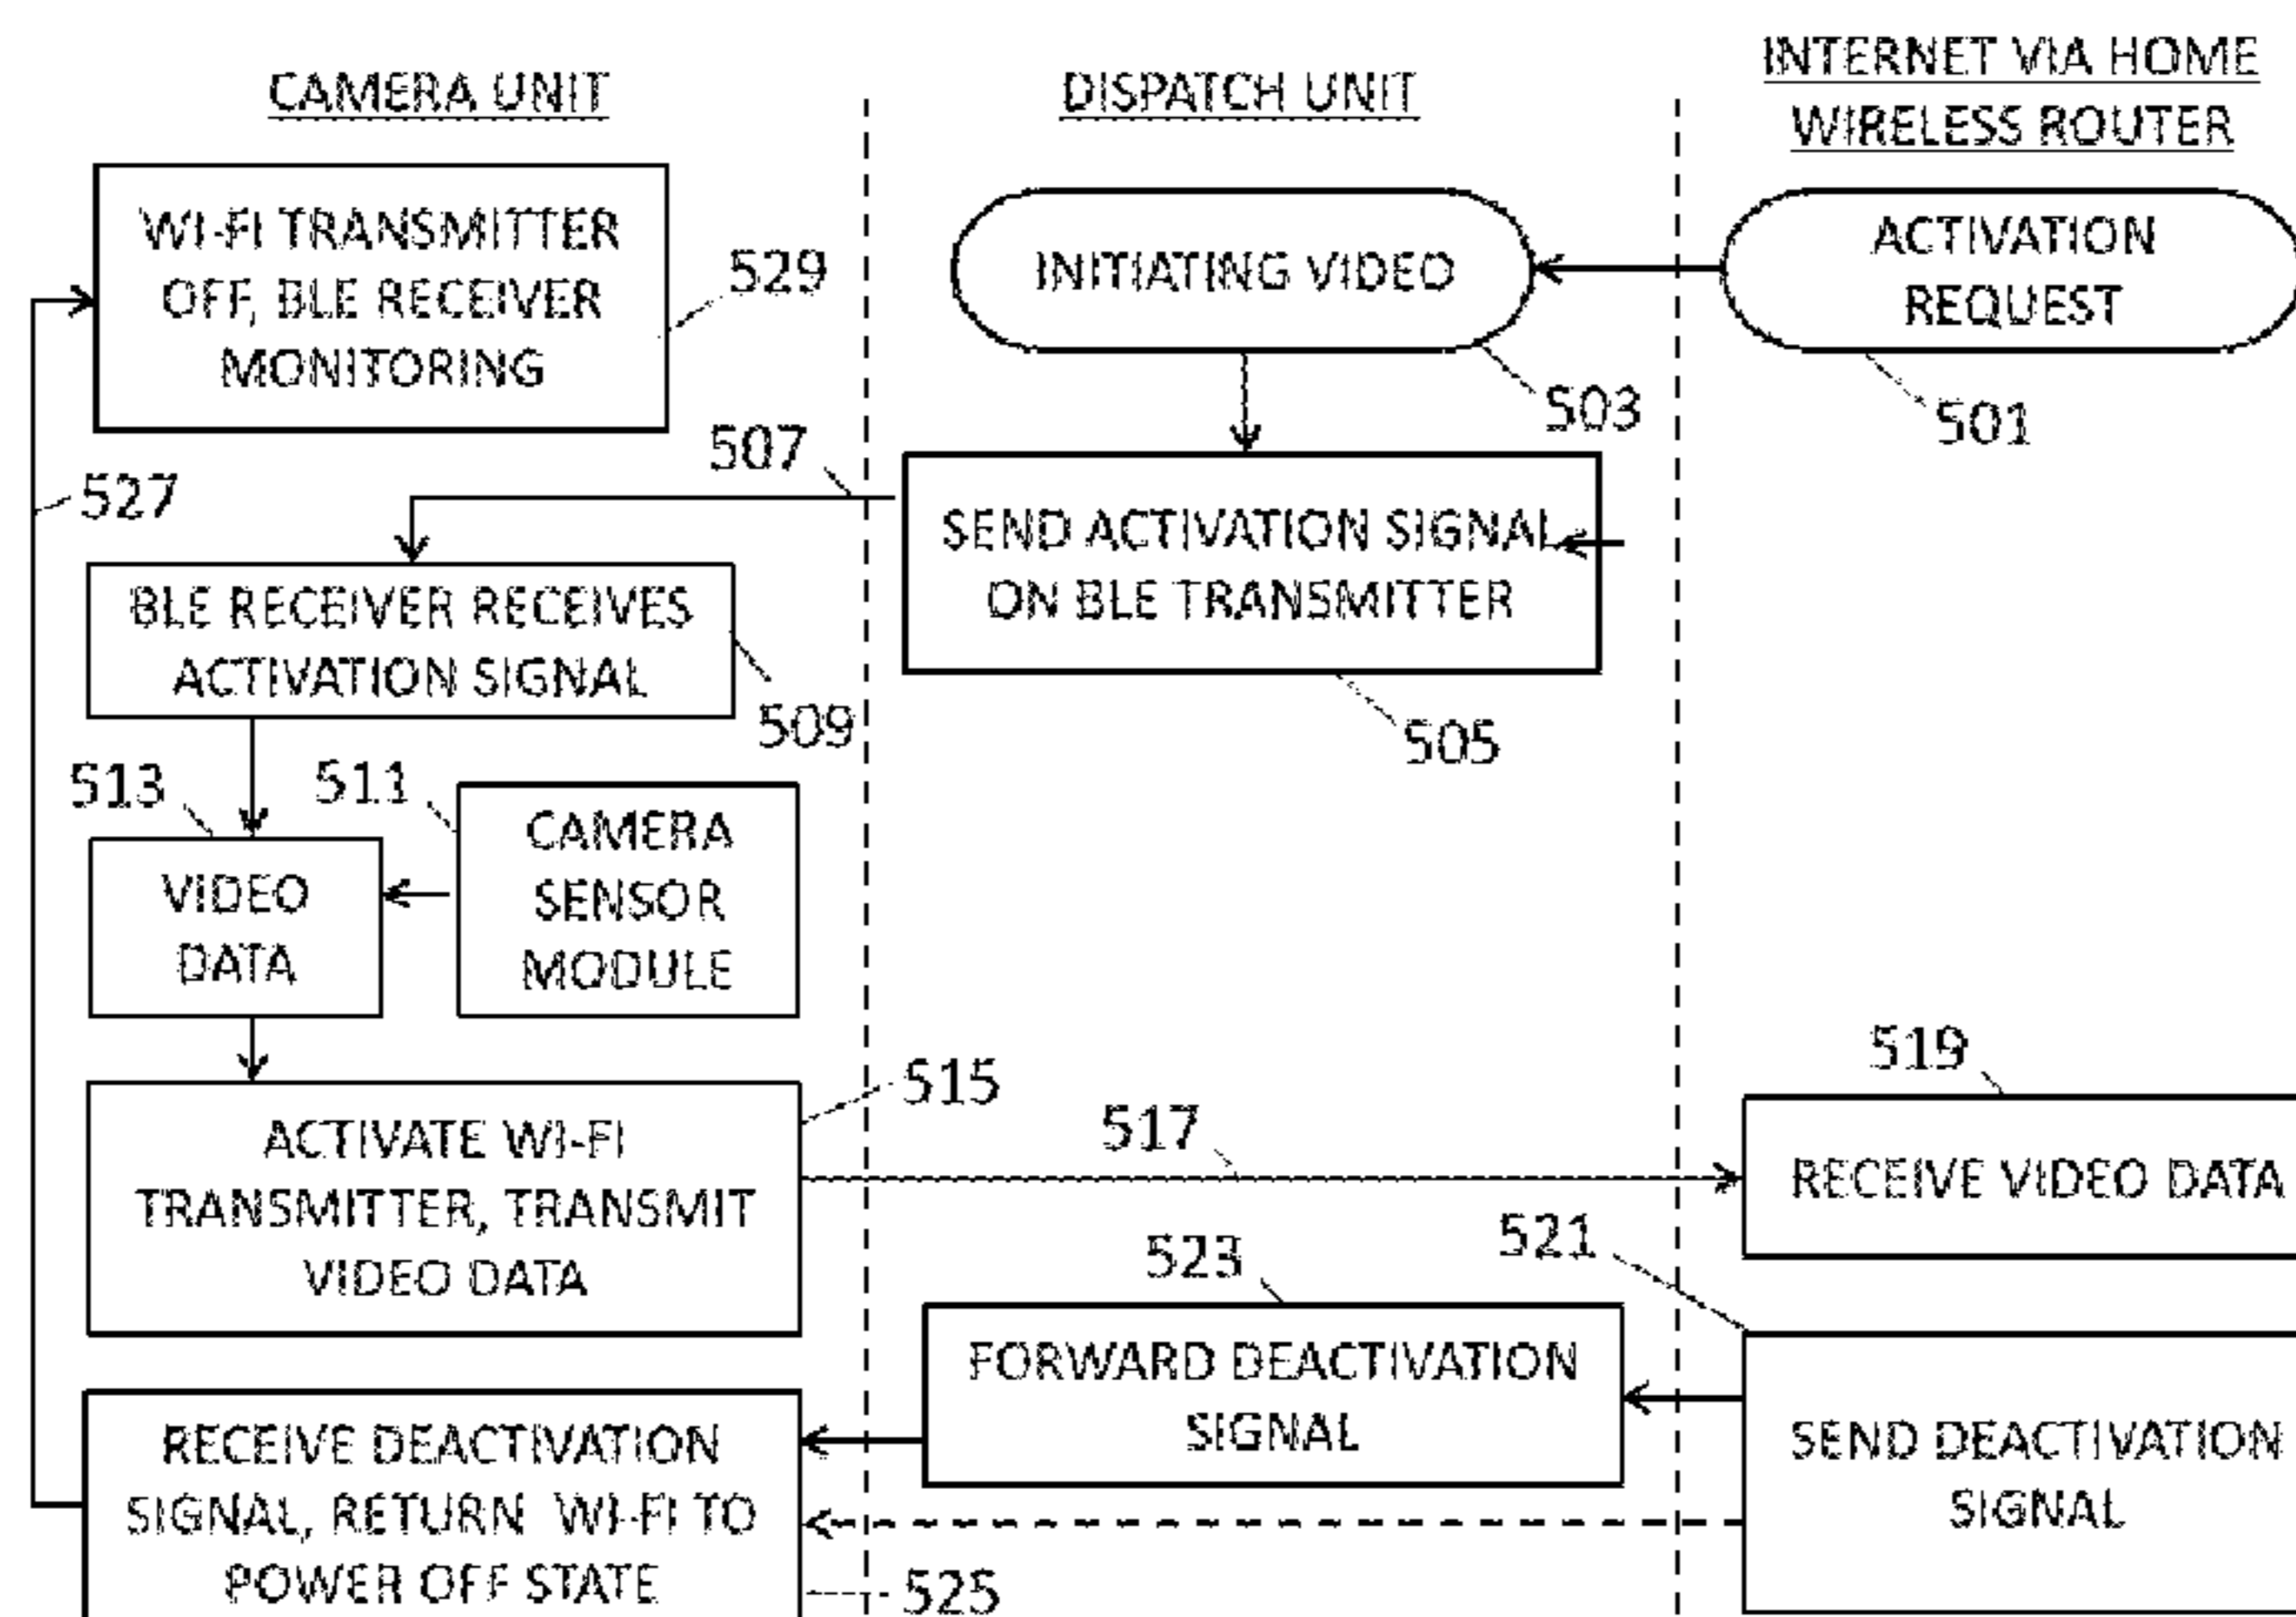 CAMERA UNIT
DISPATCH UNIT
INTERNET VIA HOME
WIRELESS ROUTER
WI-FI TRANSMITTER
OFF, BLE RECEIVER
MONITORING
529
INITIATING VIDEO
503
ACTIVATION
REQUEST
501
527
507
SEND ACTIVATION SIGNAL
ON BLE TRANSMITTER
505
BLE RECEIVER RECEIVES
ACTIVATION SIGNAL
509
513
511
VIDEO
DATA
CAMERA
SENSOR
MODULE
ACTIVATE WI-FI
TRANSMITTER, TRANSMIT
VIDEO DATA
515
517
519
RECEIVE VIDEO DATA
521
523
FORWARD DEACTIVATION
SIGNAL
SEND DEACTIVATION
SIGNAL
RECEIVE DEACTIVATION
SIGNAL, RETURN WI-FI TO
POWER OFF STATE
525